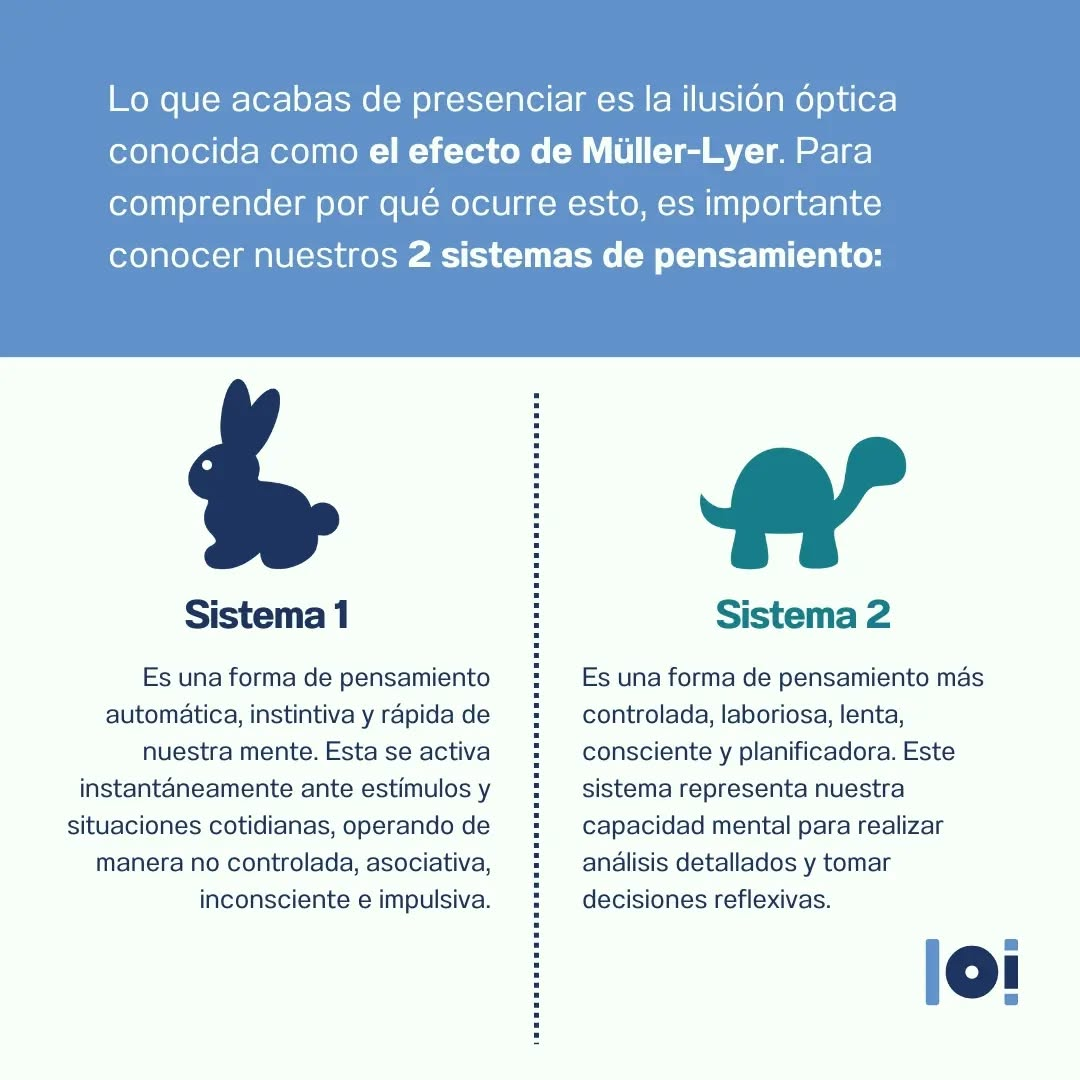 Lo que acabas de presenciar es la ilusión óptica
conocida como el efecto de Müller-Lyer. Para
comprender por qué ocurre esto, es importante
conocer nuestros 2 sistemas de pensamiento:
Sistema 1
Es una forma de pensamiento
automática, instintiva y rápida de
nuestra mente. Esta se activa
instantáneamente ante estímulos y
situaciones cotidianas, operando de
manera no controlada, asociativa,
inconsciente e impulsiva.
Sistema 2
Es una forma de pensamiento más
controlada, laboriosa, lenta,
consciente y planificadora. Este
sistema representa nuestra
capacidad mental para realizar
análisis detallados y tomar
decisiones reflexivas.
loi